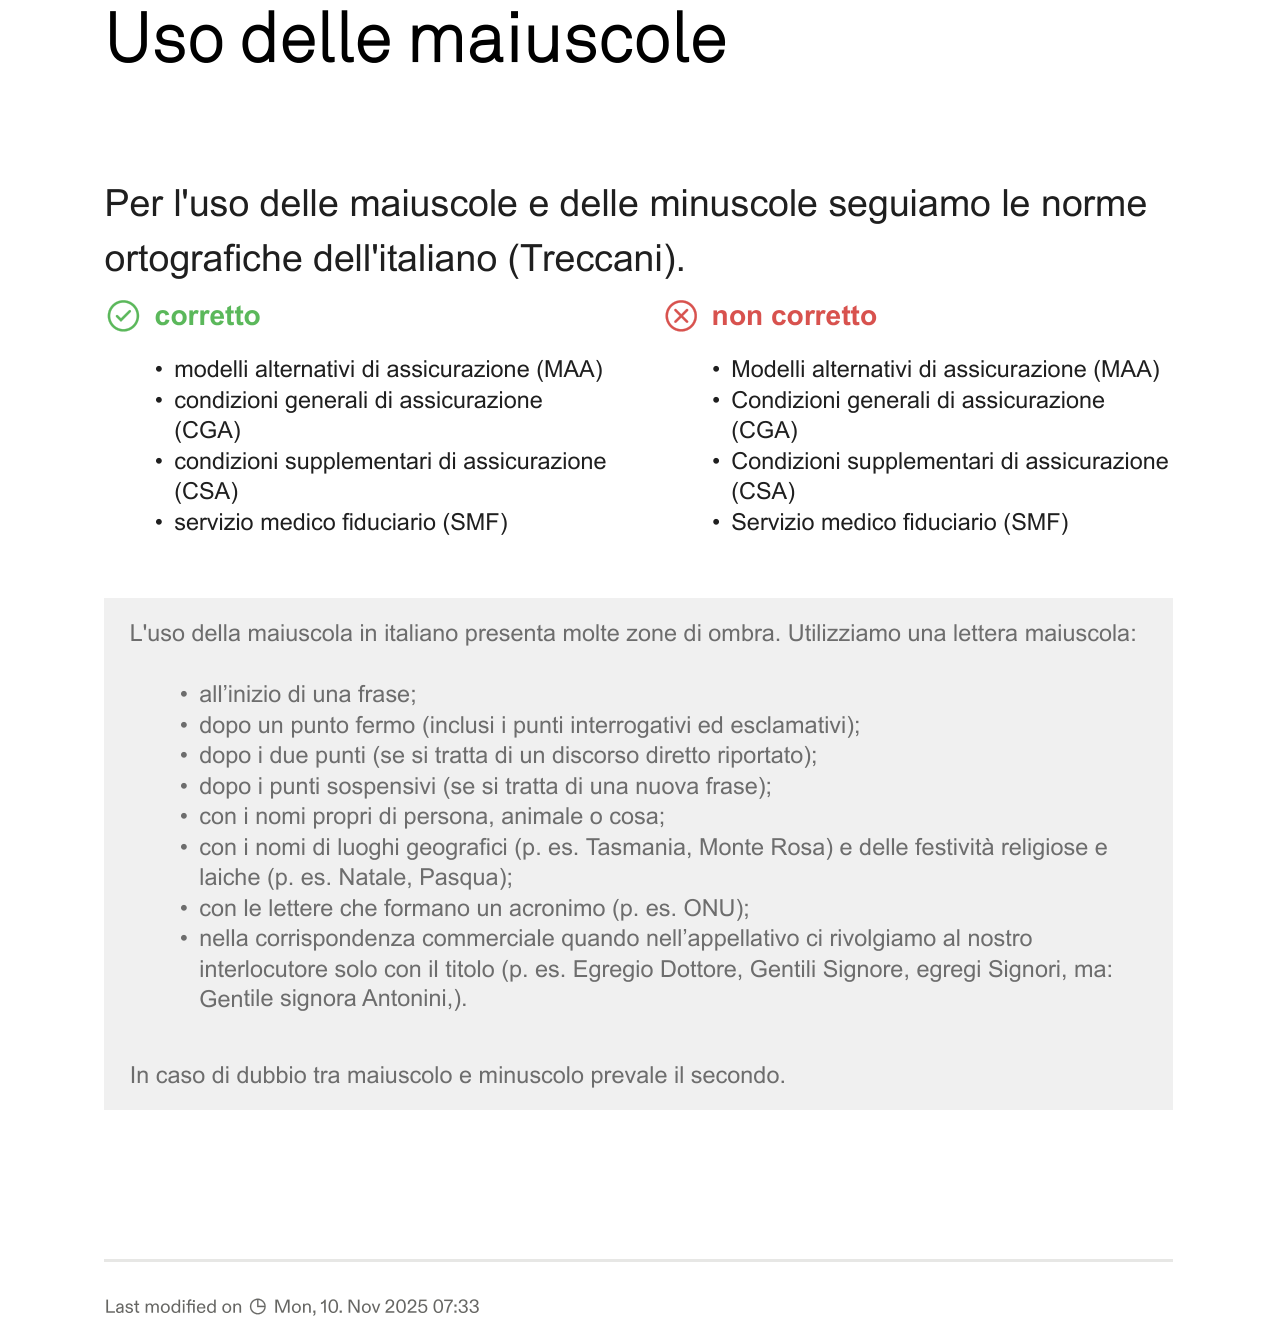 Uso delle maiuscole
Per l'uso delle maiuscole e delle minuscole seguiamo le norme
ortografiche dell'italiano (Treccani).
corretto
• modelli alternativi di assicurazione (MAA)
• condizioni generali di assicurazione
(CGA)
• condizioni supplementari di assicurazione
(CSA)
• servizio medico fiduciario (SMF)
non corretto
• Modelli alternativi di assicurazione (MAA)
• Condizioni generali di assicurazione
(CGA)
• Condizioni supplementari di assicurazione
(CSA)
• Servizio medico fiduciario (SMF)
L'uso della maiuscola in italiano presenta molte zone di ombra. Utilizziamo una lettera maiuscola:
• all’inizio di una frase;
• dopo un punto fermo (inclusi i punti interrogativi ed esclamativi);
• dopo i due punti (se si tratta di un discorso diretto riportato);
• dopo i punti sospensivi (se si tratta di una nuova frase);
• con i nomi propri di persona, animale o cosa;
• con i nomi di luoghi geografici (p. es. Tasmania, Monte Rosa) e delle festività religiose e
laiche (p. es. Natale, Pasqua);
• con le lettere che formano un acronimo (p. es. ONU);
• nella corrispondenza commerciale quando nell’appellativo ci rivolgiamo al nostro
interlocutore solo con il titolo (p. es. Egregio Dottore, Gentili Signore, egregi Signori, ma:
Gentile signora Antonini,).
In caso di dubbio tra maiuscolo e minuscolo prevale il secondo.
Last modified on Mon, 10. Nov 2025 07:33